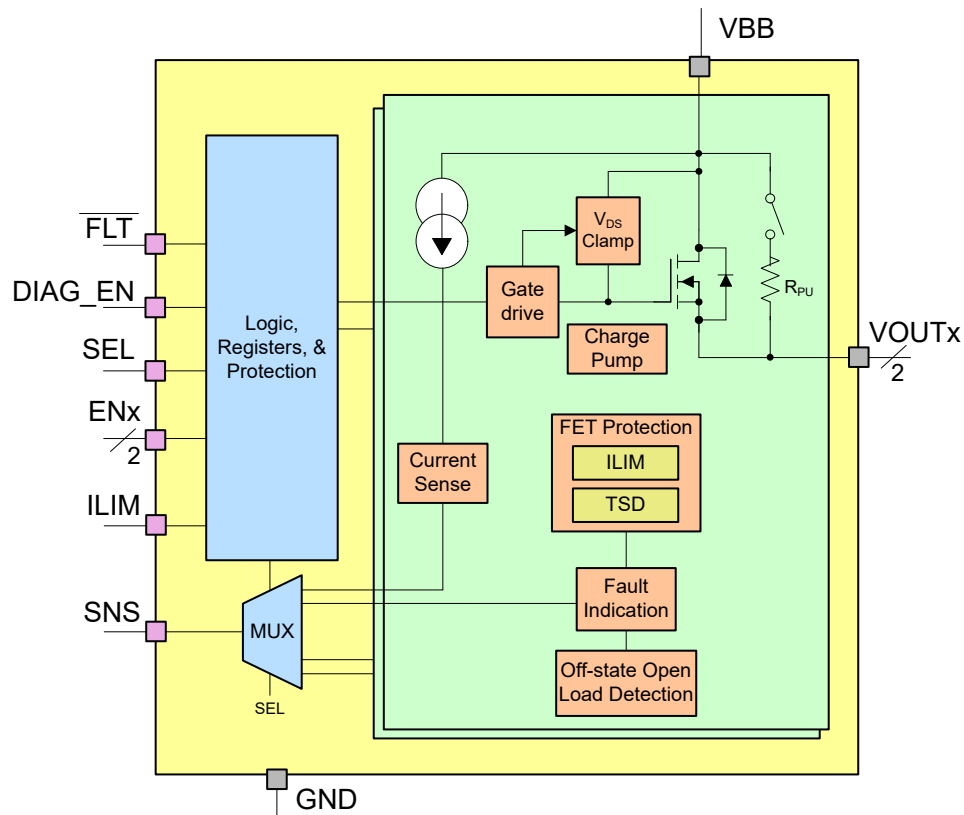 VBB
FLT
DIAG_EN
SEL
ENx
2
ILIM
SNS
Logic,
Registers, &
Protection
MUX
SEL
GND
VDS
Clamp
Gate
drive
Charge
Pump
RPU
VOUTx
2
Current
Sense
FET Protection
ILIM
TSD
Fault
Indication
Off-state Open
Load Detection